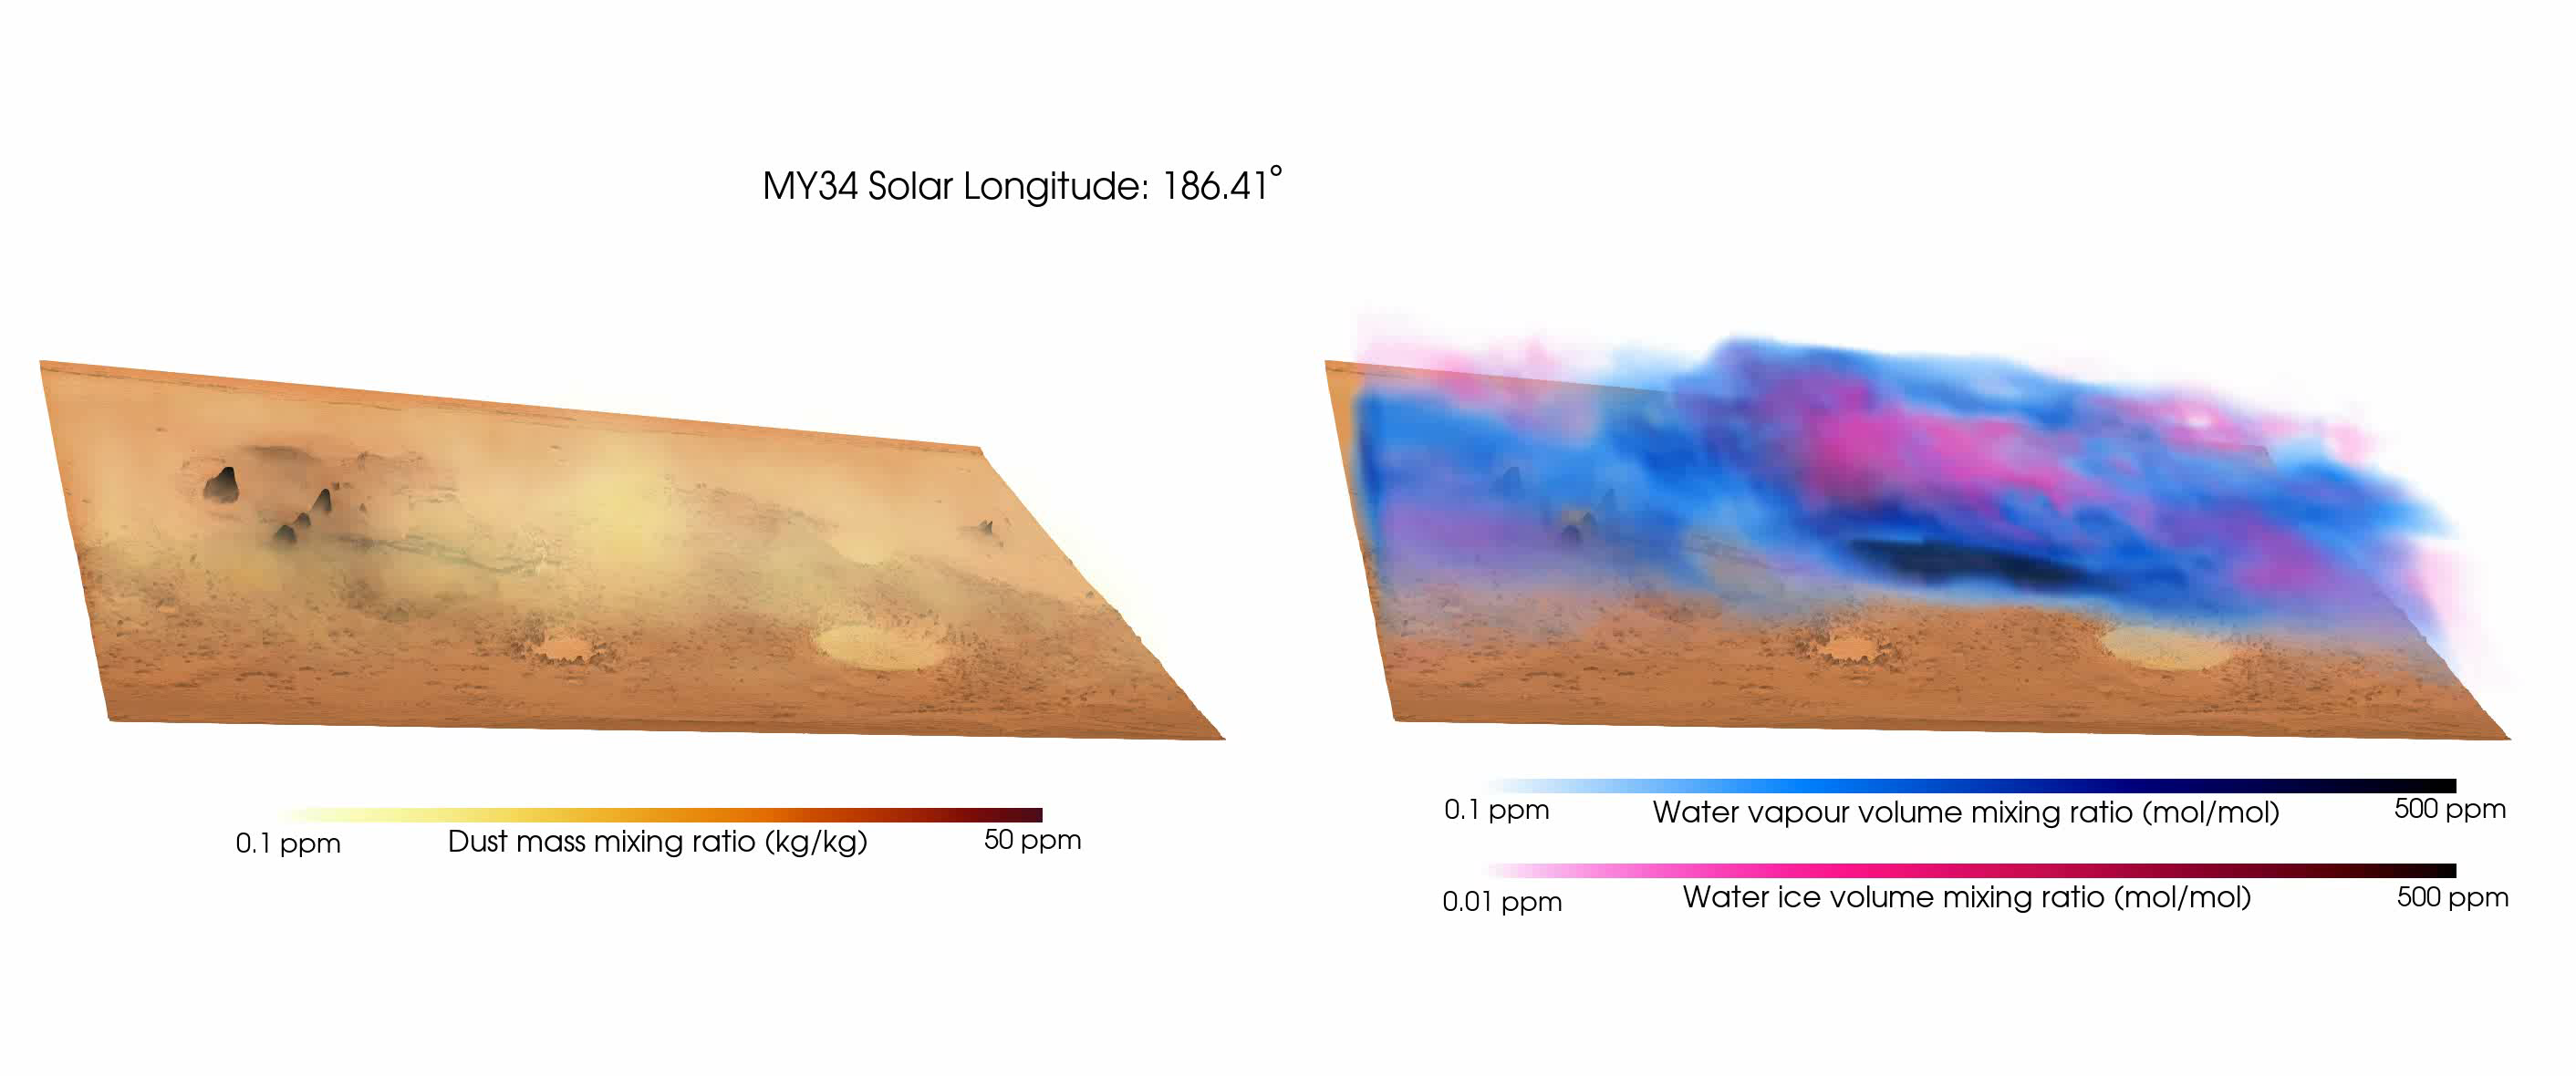 MY34 Solar Longitude: 186.41°
0.1 ppm
Dust mass mixing ratio (kg/kg)
50 ppm
0.1 ppm
Water vapour volume mixing ratio (mol/mol)
500 ppm
0.01 ppm
Water ice volume mixing ratio (mol/mol)
500 ppm